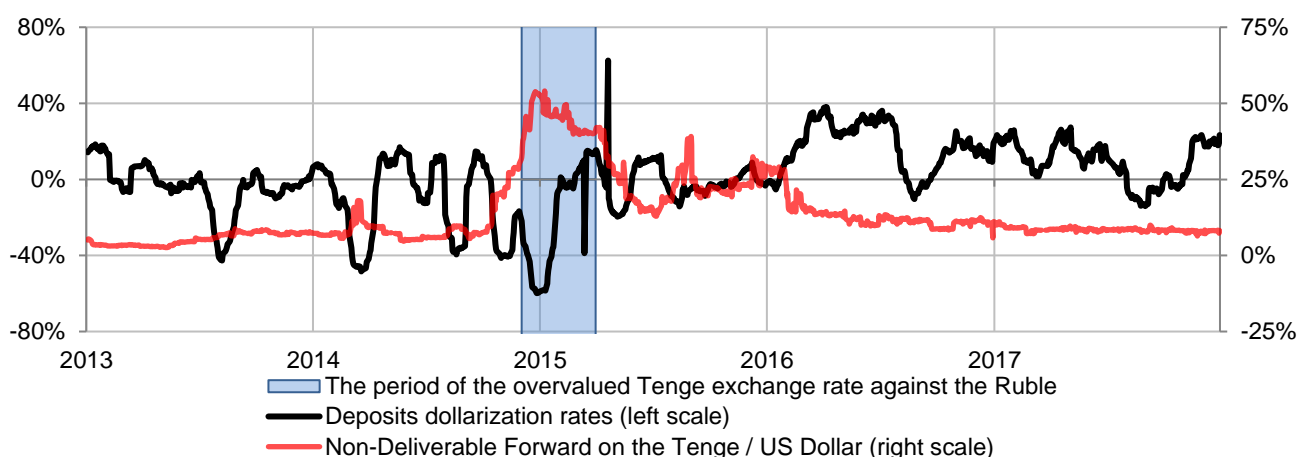 80% 75%
40% 50%
0% 25%
-40% 0%
-80% -25%
2013 2014 2015 2016 2017
The period of the overvalued Tenge exchange rate against the Ruble
Deposits dollarization rates (left scale)
Non-Deliverable Forward on the Tenge / US Dollar (right scale)